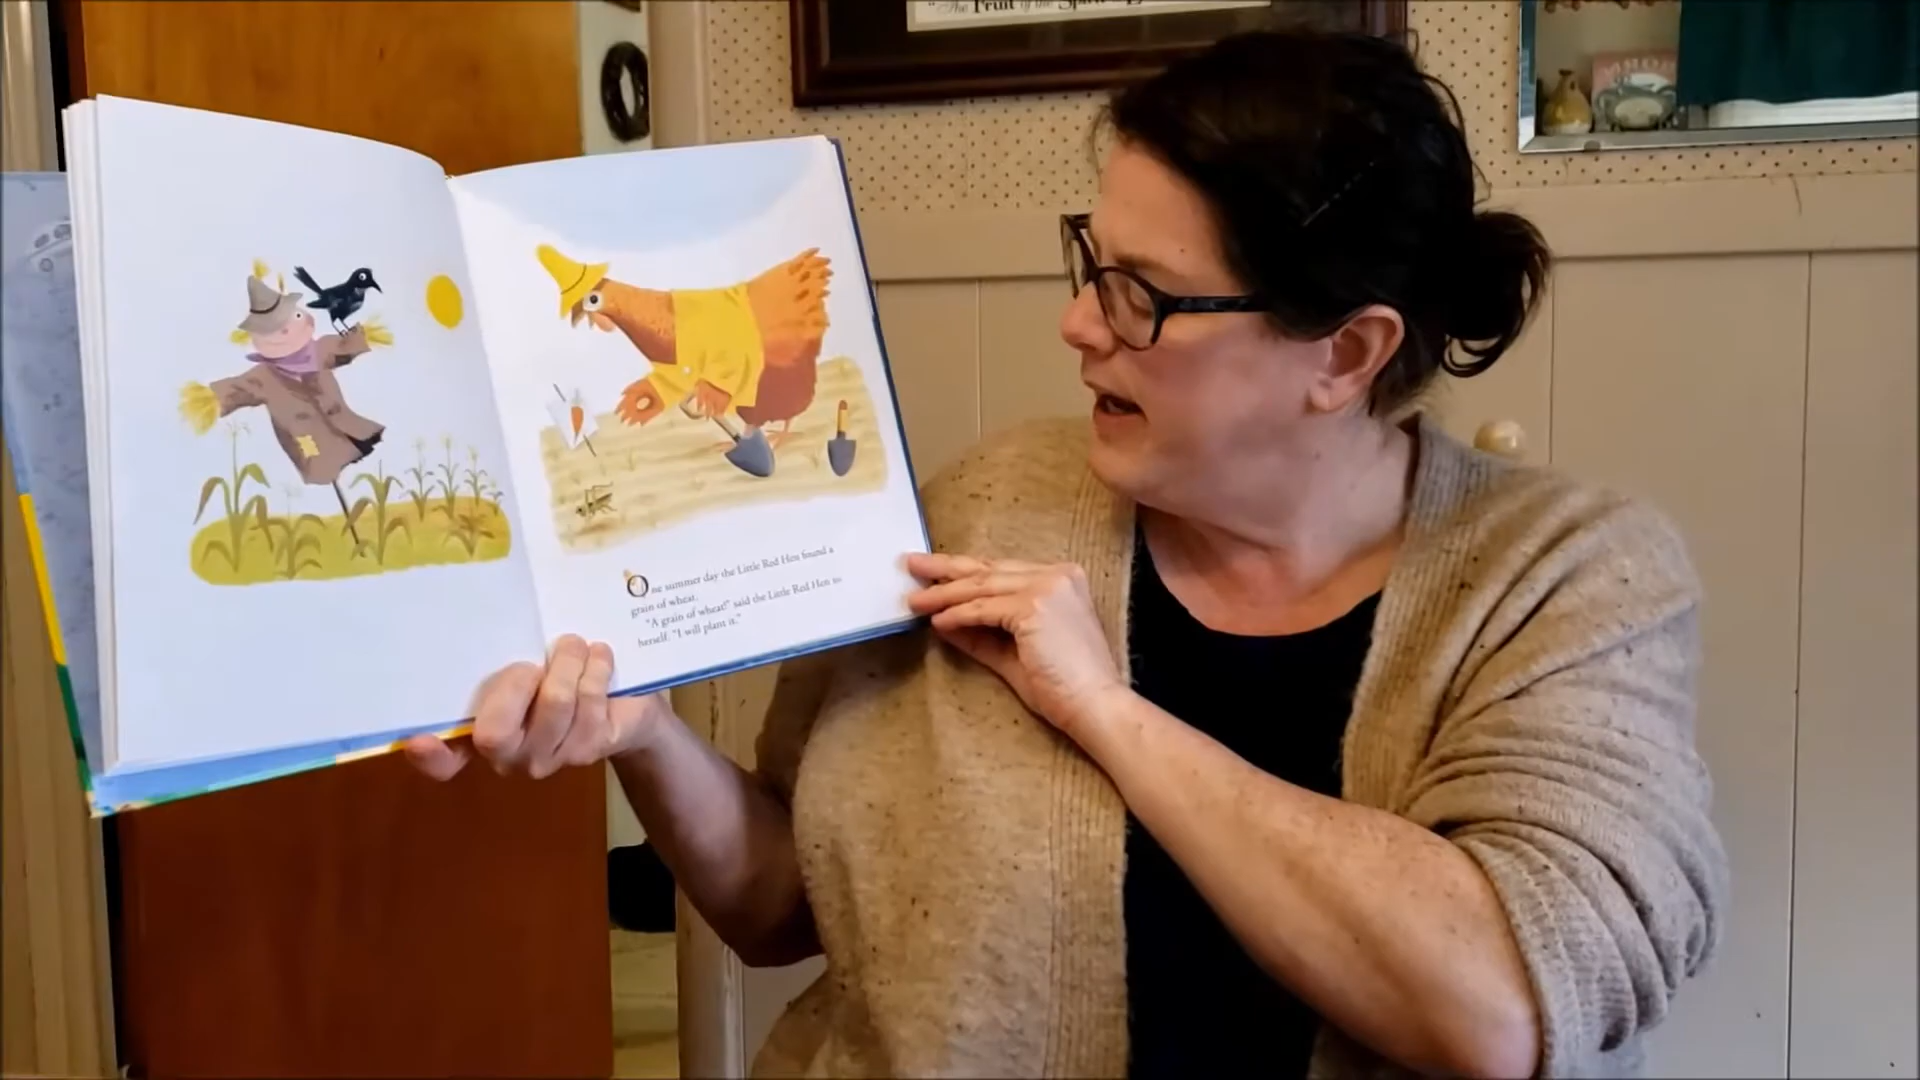 "The Fruit of the Spirit
One summer day the Little Red Hen found a
grain of wheat.
"A grain of wheat!" said the Little Red Hen to
herself. "I will plant it."